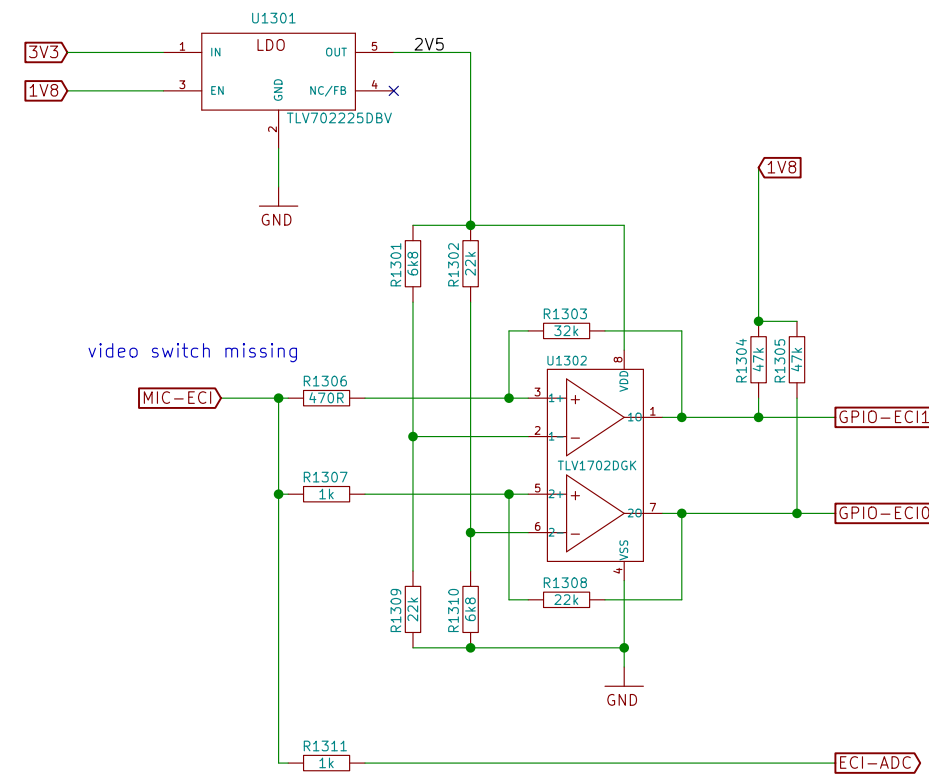 U1301
3V3
1
IN
LDO
OUT
5
2V5
1V8
3
EN
GND
NC/FB
4
2
TLV702225DBV
GND
1V8
R1301
6k8
R1302
22k
R1303
32k
R1304
47k
R1305
47k
video switch missing
U1302
8
VDD
MIC-ECI
R1306
470R
3
1+
+
1O
1
GPIO-ECI1
2
1-
−
TLV1702DGK
R1307
1k
5
2+
+
2O
7
GPIO-ECI0
6
2-
−
VSS
4
R1308
22k
R1309
22k
R1310
6k8
GND
R1311
1k
ECI-ADC